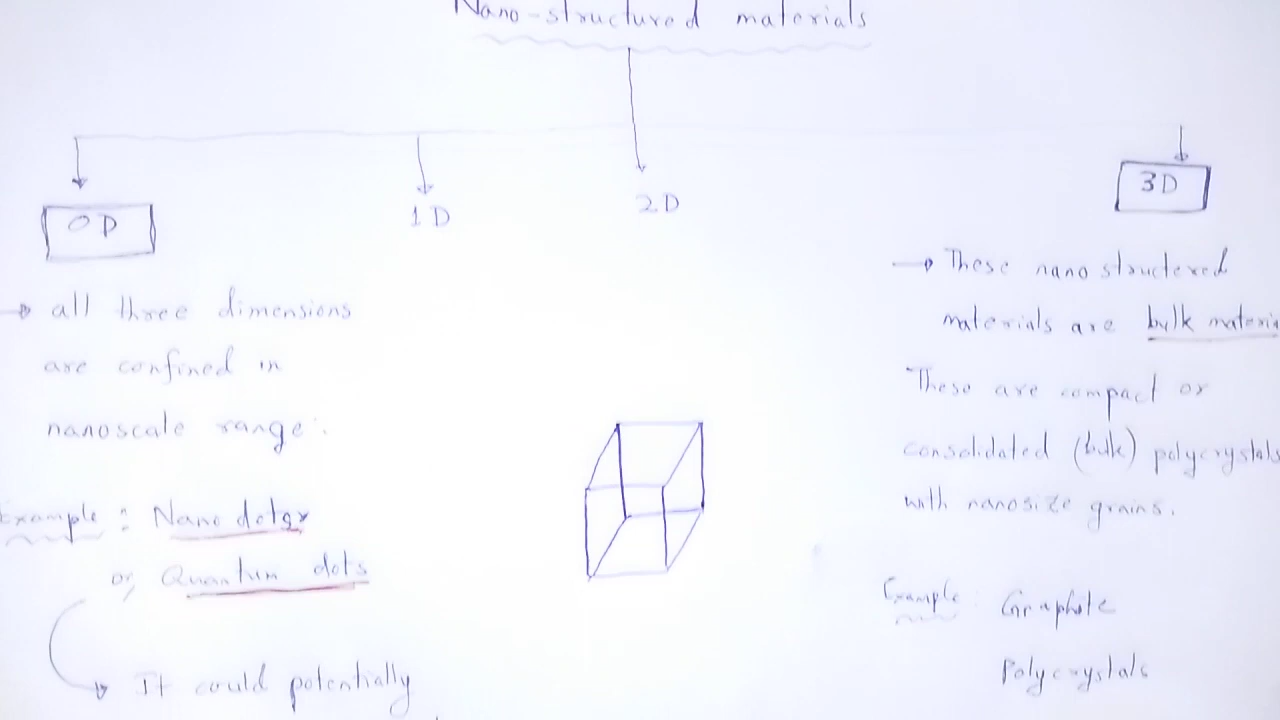 Nano-structured materials
0D
1D
2D
3D
all three dimensions
are confined in
nanoscale range.
Example : Nano dots
or Quantum dots
It could potentially
These nano structured
materials are bulk materia
These are compact or
consolidated (bulk) polycrystals
with nanosize grains.
Example Graphite
Polycrystals